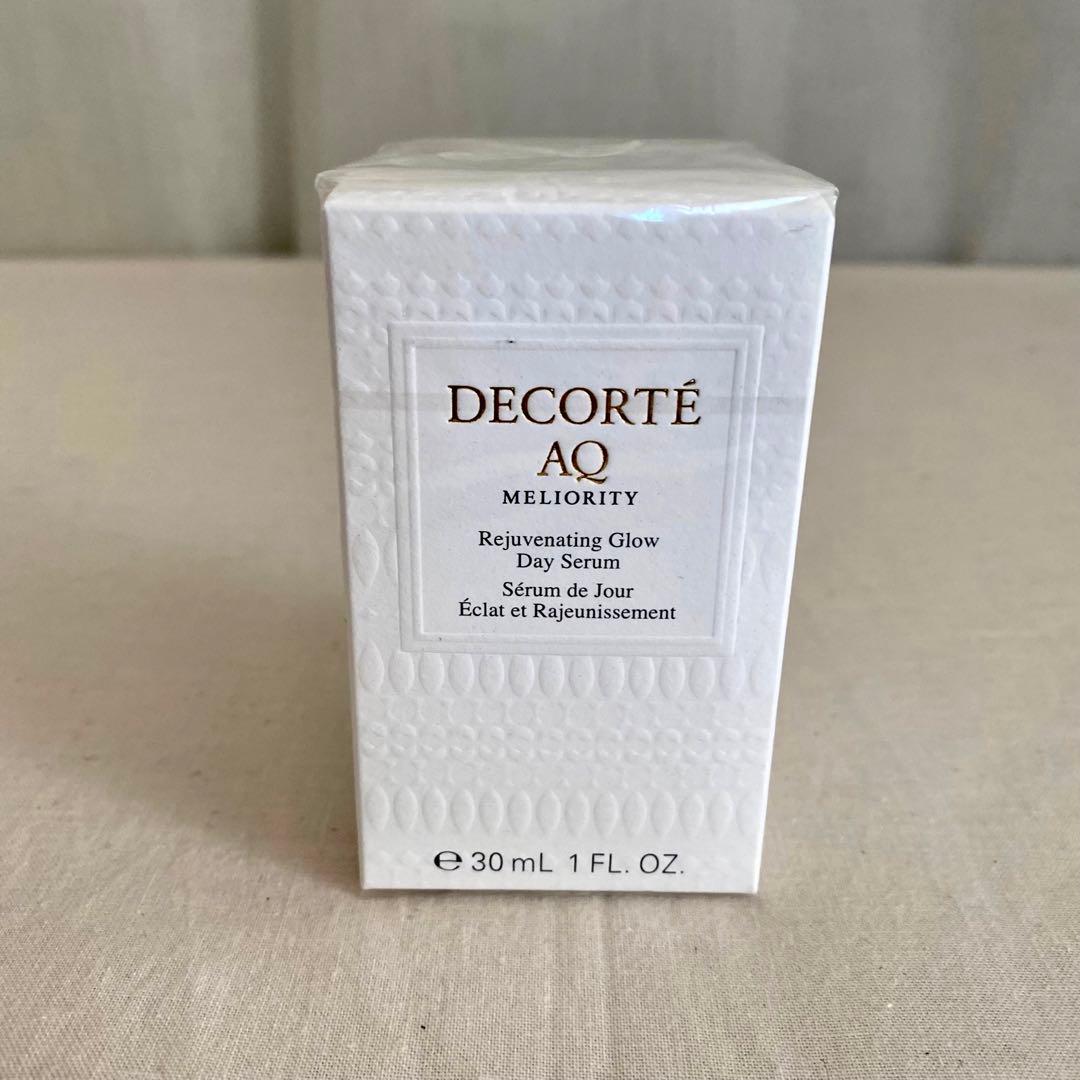 DECORTÉ
AQ
MELIORITY
Rejuvenating Glow
Day Serum
Sérum de Jour
Éclat et Rajeunissement
℮ 30 mL 1 FL. OZ.